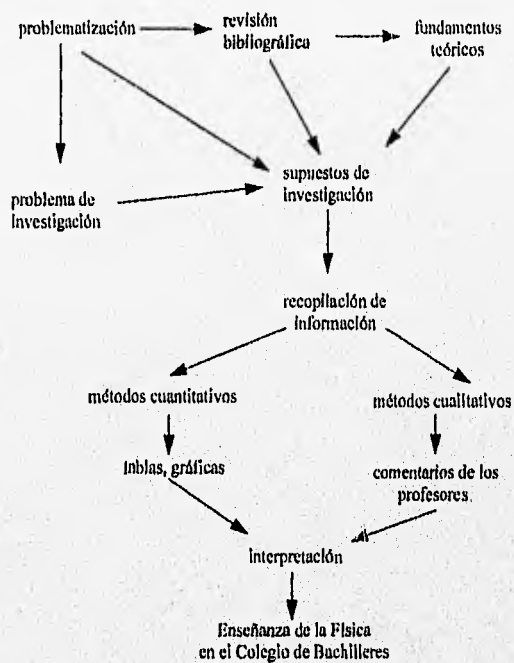 problematización
revisión
bibliográfica
fundamentos
teóricos
problema de
investigación
supuestos de
investigación
recopilación de
información
métodos cuantitativos
métodos cualitativos
tablas, gráficas
comentarios de los
profesores
interpretación
Enseñanza de la Física
en el Colegio de Bachilleres